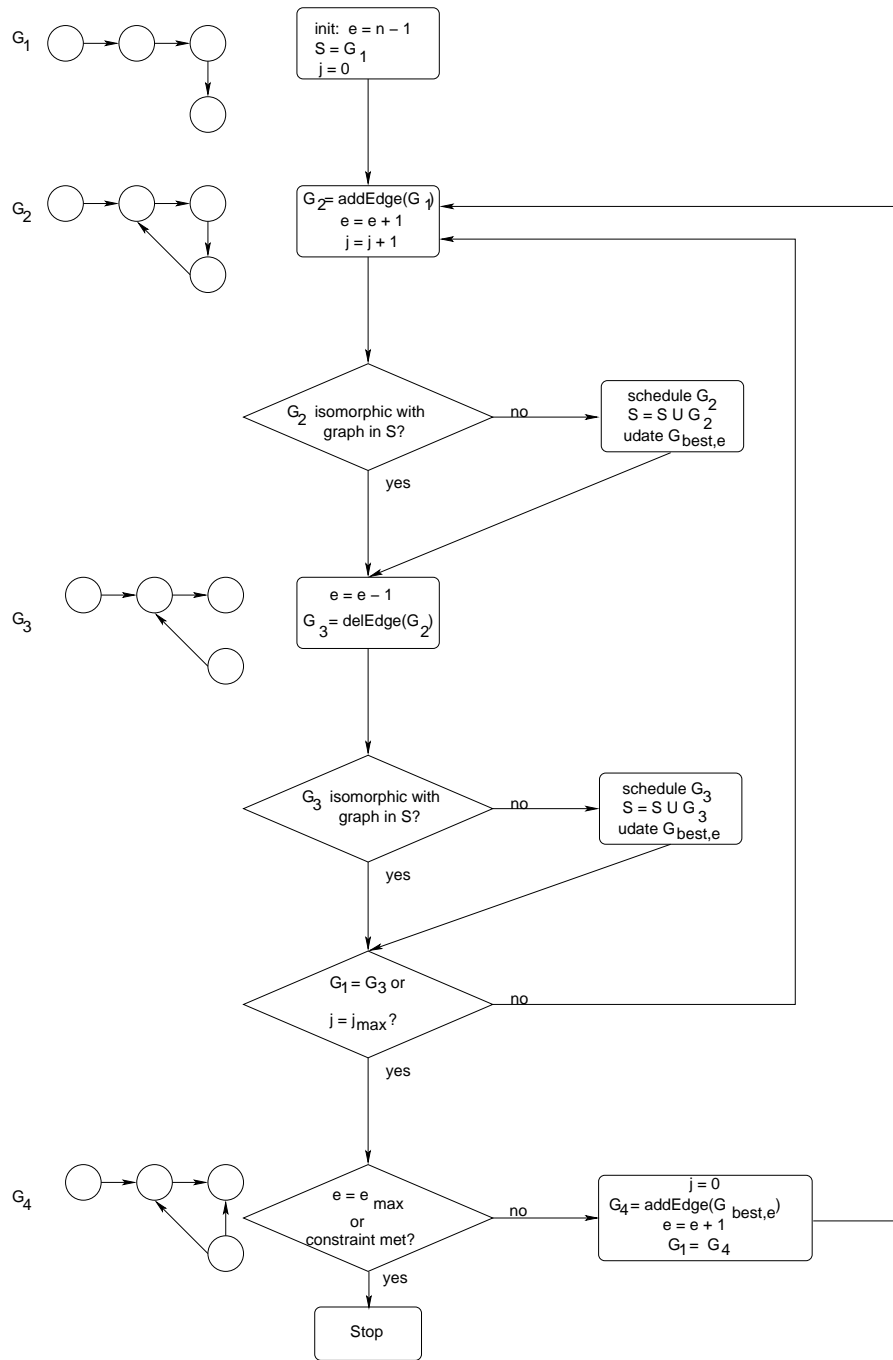 G1
init: e = n − 1
S = G1
j = 0
G2
G2= addEdge(G1)
e = e + 1
j = j + 1
G2 isomorphic with
graph in S?
no
schedule G2
S = S U G2
udate Gbest,e
yes
G3
e = e − 1
G3= delEdge(G2)
G3 isomorphic with
graph in S?
no
schedule G3
S = S U G3
udate Gbest,e
yes
G1= G3 or
j = jmax?
no
yes
G4
e = emax
or
constraint met?
no
j = 0
G4= addEdge(Gbest,e)
e = e + 1
G1= G4
yes
Stop